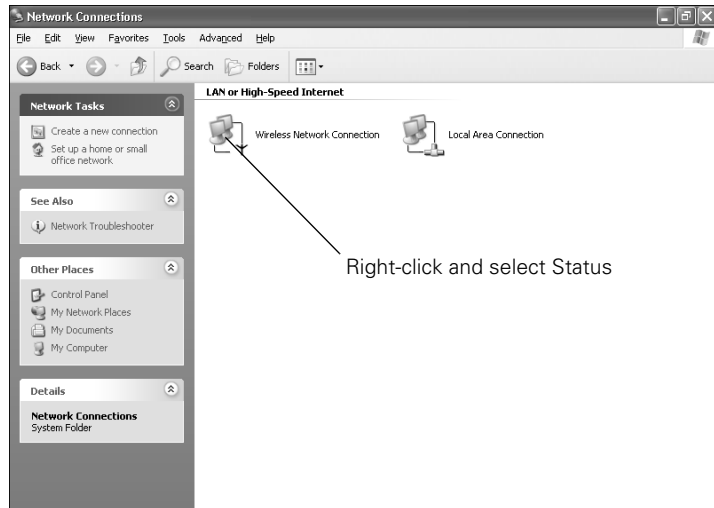 Network Connections
File Edit View Favorites Tools Advanced Help
Back Search Folders
Network Tasks
Create a new connection
Set up a home or small
office network
See Also
Network Troubleshooter
Other Places
Control Panel
My Network Places
My Documents
My Computer
Details
Network Connections
System Folder
LAN or High-Speed Internet
Wireless Network Connection
Local Area Connection
Right-click and select Status